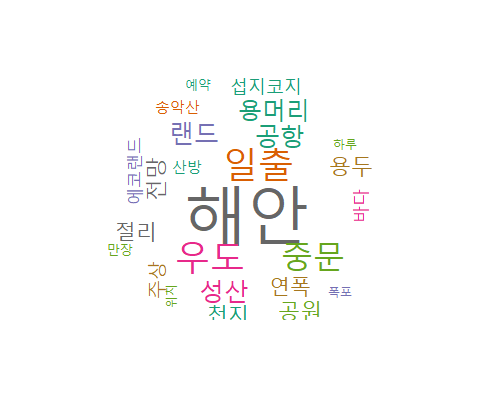 예약
섭지코지
송악산
용머리
랜드
공항
하루
에코랜드
전망
산방
일출
용두
바다
해안
절리
만장
우도
중문
주상
위치
성산
연폭
폭포
천지
공원